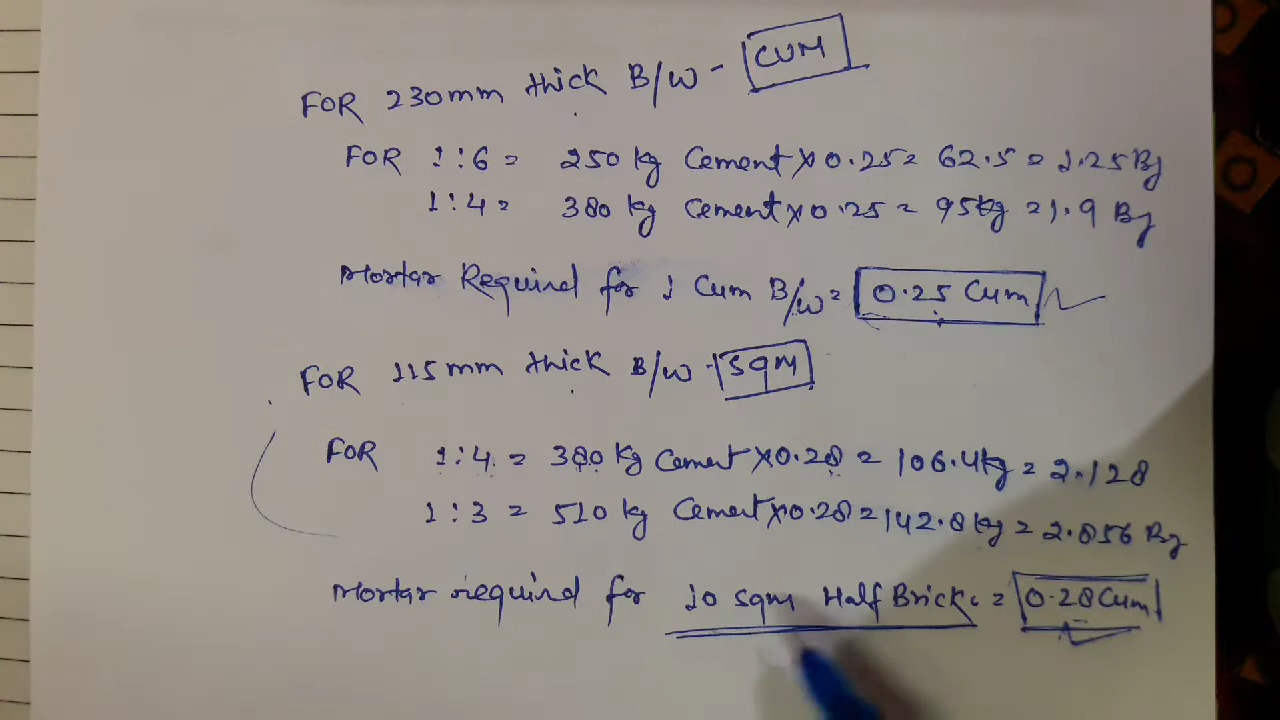 FOR 230mm thick B/W - CUM
FOR 1:6 = 250 kg Cement x 0.25 = 62.5 = 1.25 Bg
1:4 = 380 kg Cement x 0.25 = 95kg = 1.9 Bg
Mortar Required for 1 Cum B/W = 0.25 Cum
FOR 115mm thick B/W - SQM
FOR 1:4 = 380 kg Cement x 0.28 = 106.4kg = 2.128
1:3 = 510 kg Cement x 0.28 = 142.8kg = 2.856 Bg
Mortar required for 10 sqm Half Brick = 0.28 Cum